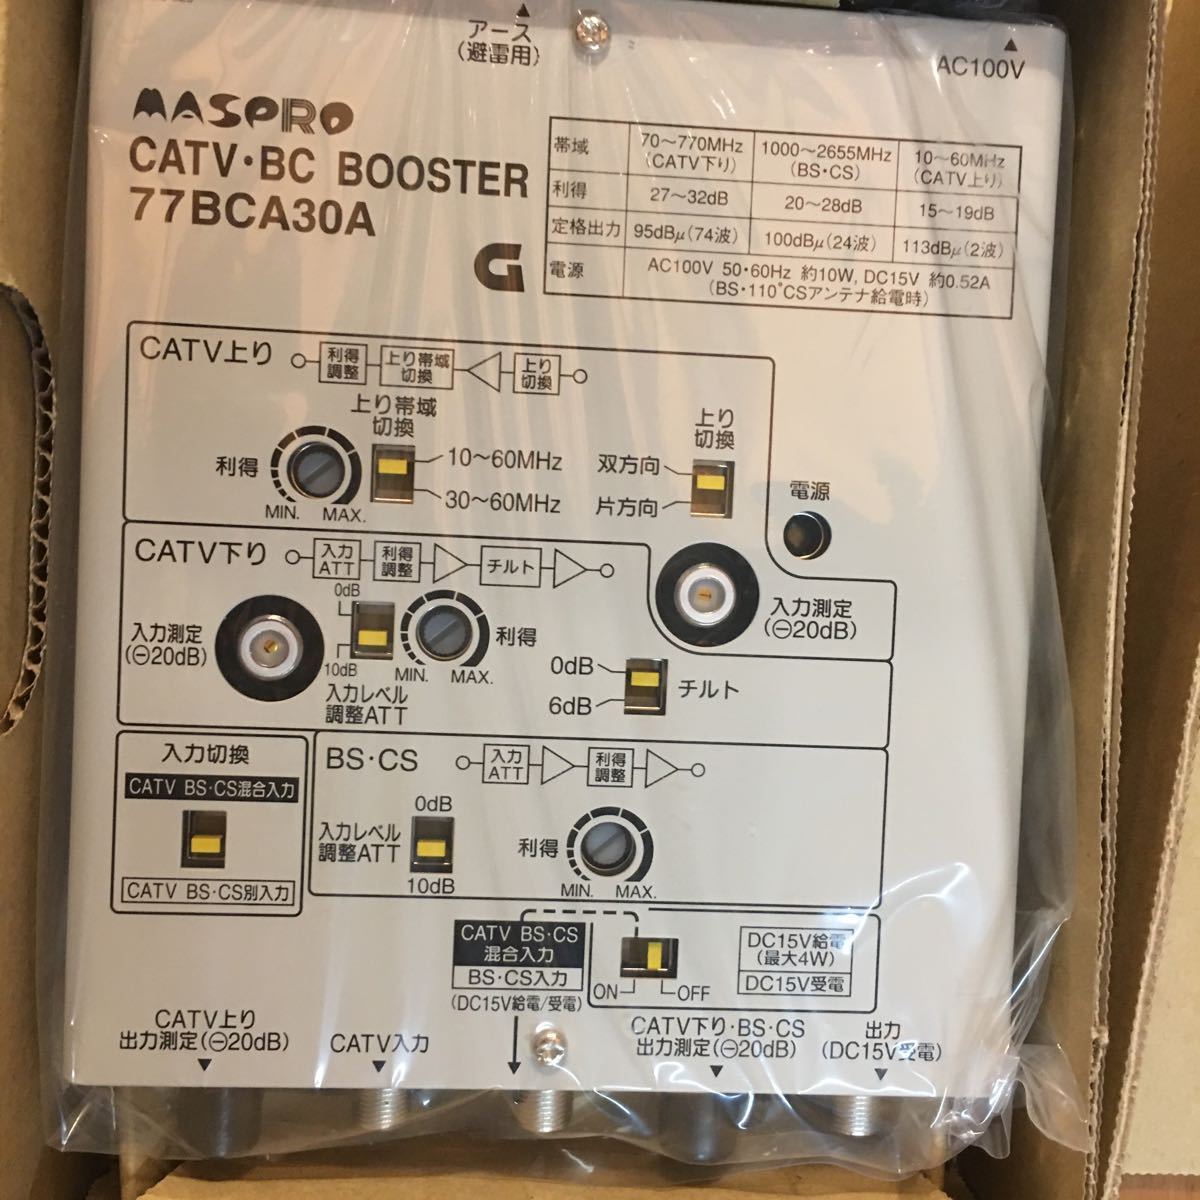 アース
(避雷用)
AC100V
MASPRO
CATV・BC BOOSTER
77BCA30A
G
帯域 70～770MHz (CATV下り) 1000～2655MHz (BS・CS) 10～60MHz (CATV上り)
利得 27～32dB 20～28dB 15～19dB
定格出力 95dBμ(74波) 100dBμ(24波) 113dBμ(2波)
電源 AC100V 50・60Hz 約10W, DC15V 約0.52A
(BS・110°CSアンテナ給電時)
CATV上り
利得調整
上り帯域切換
上り切換
上り帯域
切換
利得
MIN. MAX.
10～60MHz
30～60MHz
上り
切換
双方向
片方向
電源
CATV下り
入力ATT
利得調整
チルト
入力測定
(⊖20dB)
0dB
10dB
入力レベル
調整ATT
MIN. MAX.
利得
0dB
6dB
チルト
入力測定
(⊖20dB)
入力切換
CATV BS・CS混合入力
CATV BS・CS別入力
BS・CS
入力ATT
利得調整
入力レベル
調整ATT
0dB
10dB
利得
MIN. MAX.
CATV BS・CS
混合入力
BS・CS入力
(DC15V給電/受電)
ON OFF
DC15V給電
(最大4W)
DC15V受電
CATV上り
出力測定(⊖20dB)
CATV入力
CATV下り・BS・CS
出力測定(⊖20dB)
出力
(DC15V受電)